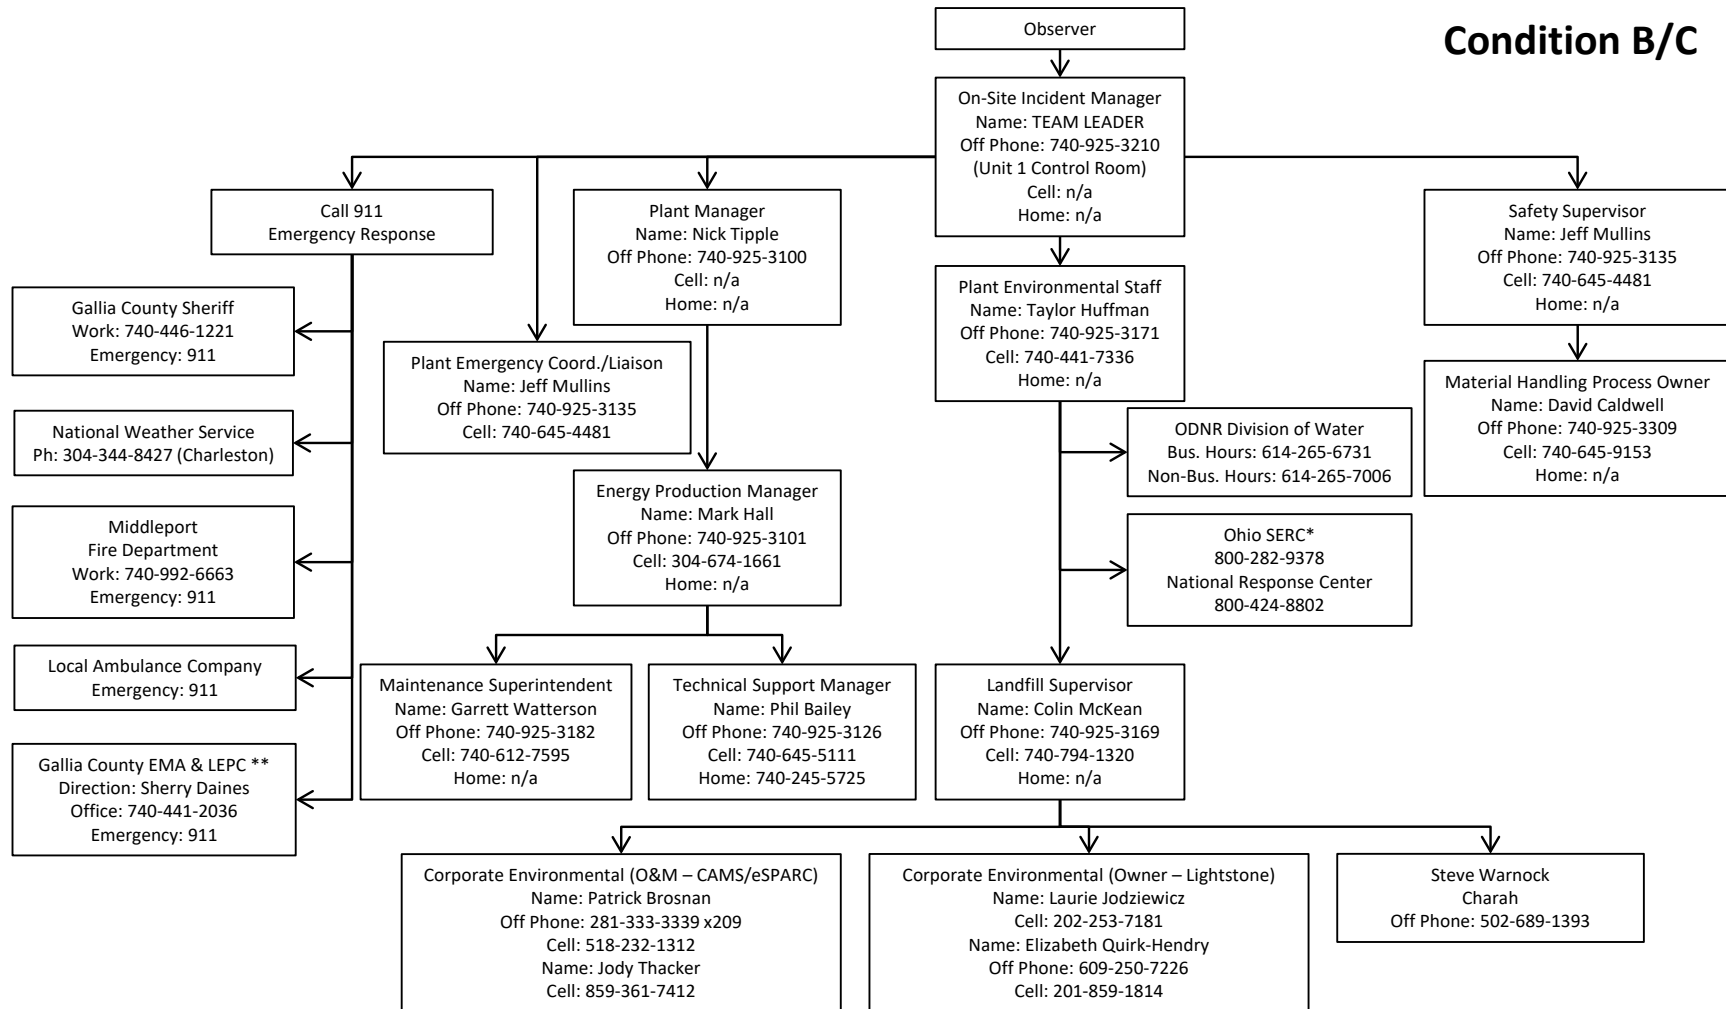 Condition B/C
Observer
On-Site Incident Manager
Name: TEAM LEADER
Off Phone: 740-925-3210
(Unit 1 Control Room)
Cell: n/a
Home: n/a
Call 911
Emergency Response
Plant Manager
Name: Nick Tipple
Off Phone: 740-925-3100
Cell: n/a
Home: n/a
Safety Supervisor
Name: Jeff Mullins
Off Phone: 740-925-3135
Cell: 740-645-4481
Home: n/a
Gallia County Sheriff
Work: 740-446-1221
Emergency: 911
Plant Emergency Coord./Liaison
Name: Jeff Mullins
Off Phone: 740-925-3135
Cell: 740-645-4481
Plant Environmental Staff
Name: Taylor Huffman
Off Phone: 740-925-3171
Cell: 740-441-7336
Home: n/a
Material Handling Process Owner
Name: David Caldwell
Off Phone: 740-925-3309
Cell: 740-645-9153
Home: n/a
National Weather Service
Ph: 304-344-8427 (Charleston)
ODNR Division of Water
Bus. Hours: 614-265-6731
Non-Bus. Hours: 614-265-7006
Energy Production Manager
Name: Mark Hall
Off Phone: 740-925-3101
Cell: 304-674-1661
Home: n/a
Middleport
Fire Department
Work: 740-992-6663
Emergency: 911
Ohio SERC*
800-282-9378
National Response Center
800-424-8802
Local Ambulance Company
Emergency: 911
Maintenance Superintendent
Name: Garrett Watterson
Off Phone: 740-925-3182
Cell: 740-612-7595
Home: n/a
Technical Support Manager
Name: Phil Bailey
Off Phone: 740-925-3126
Cell: 740-645-5111
Home: 740-245-5725
Landfill Supervisor
Name: Colin McKean
Off Phone: 740-925-3169
Cell: 740-794-1320
Home: n/a
Gallia County EMA & LEPC **
Direction: Sherry Daines
Office: 740-441-2036
Emergency: 911
Corporate Environmental (O&M – CAMS/eSPARC)
Name: Patrick Brosnan
Off Phone: 281-333-3339 x209
Cell: 518-232-1312
Name: Jody Thacker
Cell: 859-361-7412
Corporate Environmental (Owner – Lightstone)
Name: Laurie Jodziewicz
Cell: 202-253-7181
Name: Elizabeth Quirk-Hendry
Off Phone: 609-250-7226
Cell: 201-859-1814
Steve Warnock
Charah
Off Phone: 502-689-1393